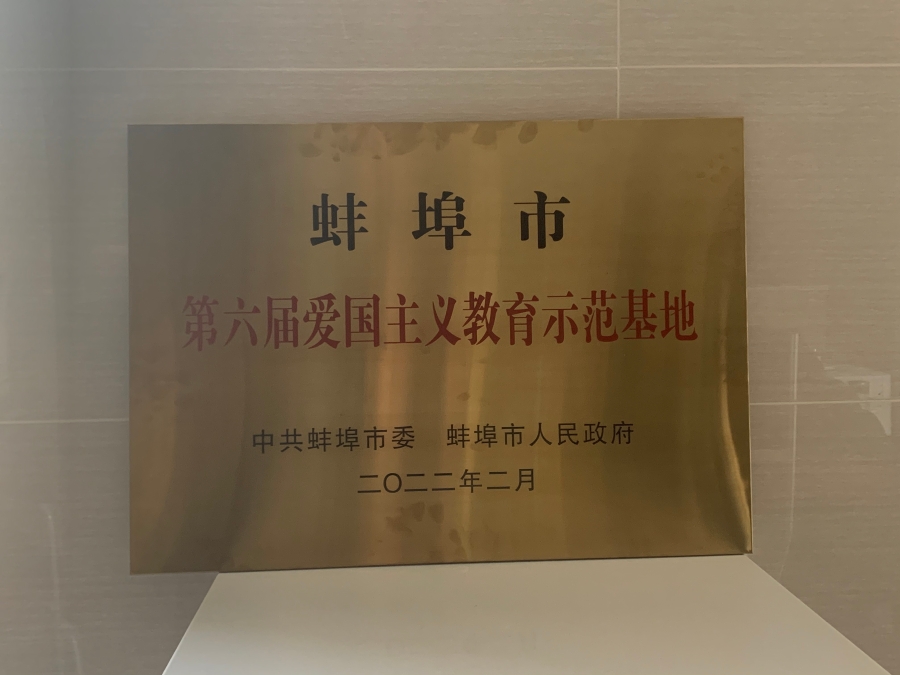 蚌埠市
第六届爱国主义教育示范基地
中共蚌埠市委 蚌埠市人民政府
二〇二二年二月